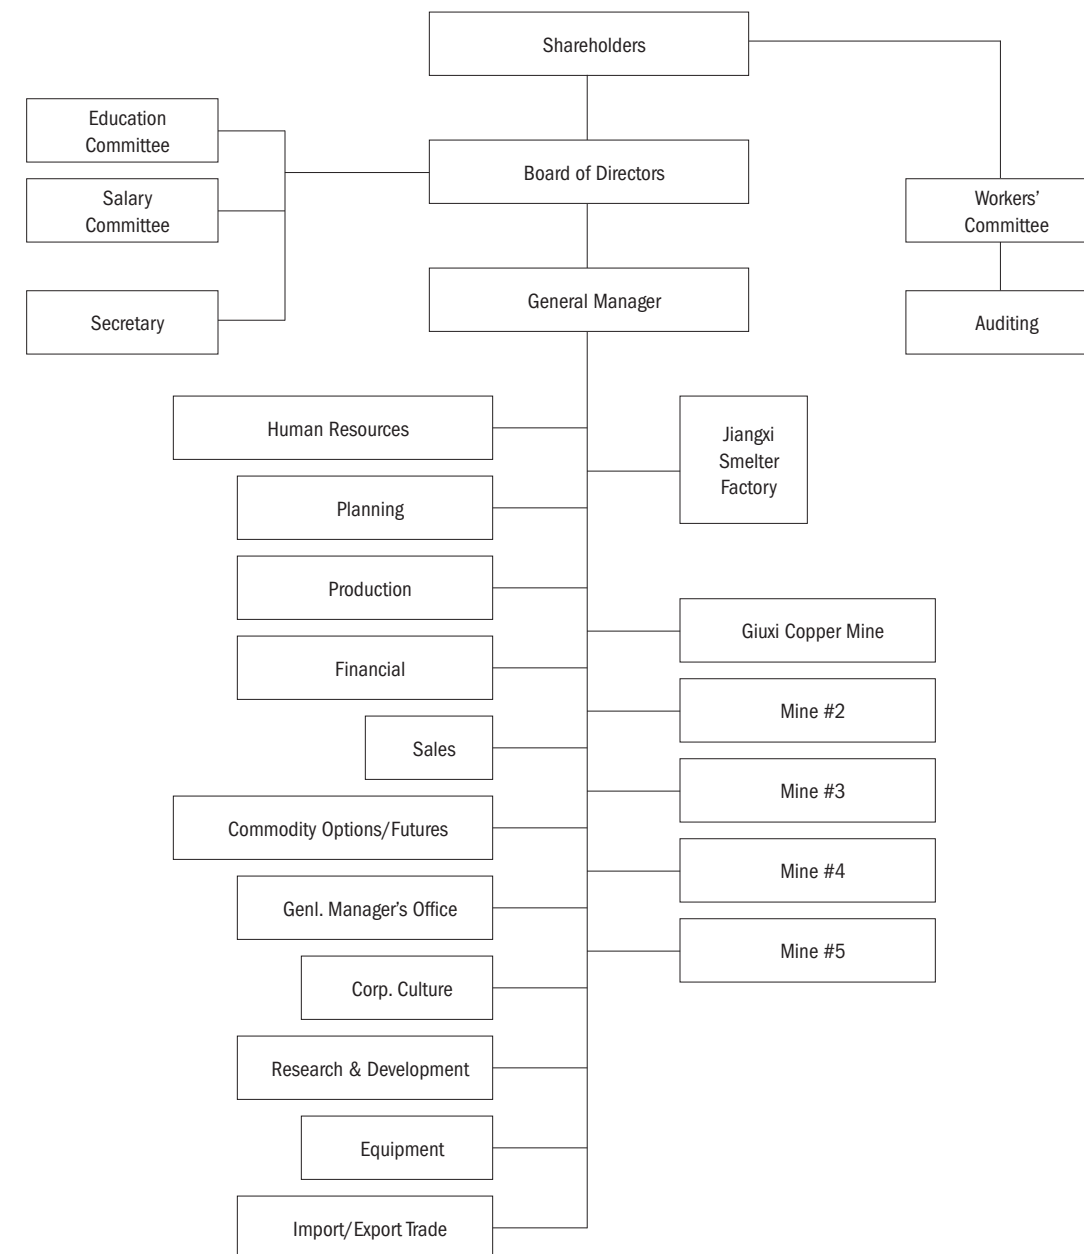 Shareholders
Education
Committee
Board of Directors
Salary
Committee
Workers’
Committee
General Manager
Secretary
Auditing
Human Resources
Jiangxi
Smelter
Factory
Planning
Production
Giuxi Copper Mine
Financial
Mine #2
Sales
Mine #3
Commodity Options/Futures
Mine #4
Genl. Manager’s Office
Mine #5
Corp. Culture
Research & Development
Equipment
Import/Export Trade